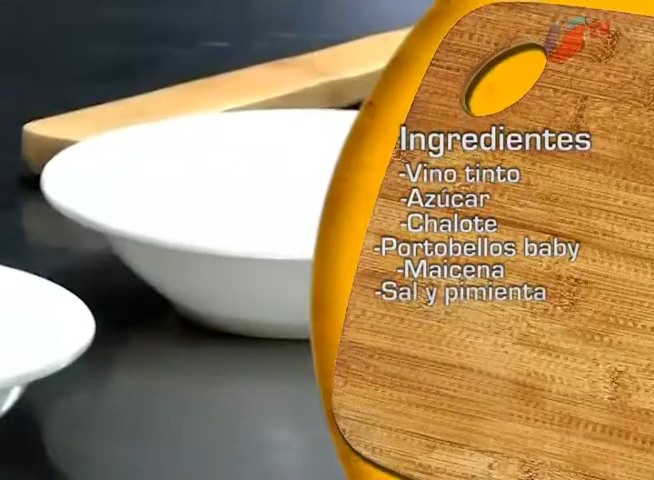 Ingredientes
-Vino tinto
-Azúcar
-Chalote
-Portobellos baby
-Maicena
-Sal y pimienta